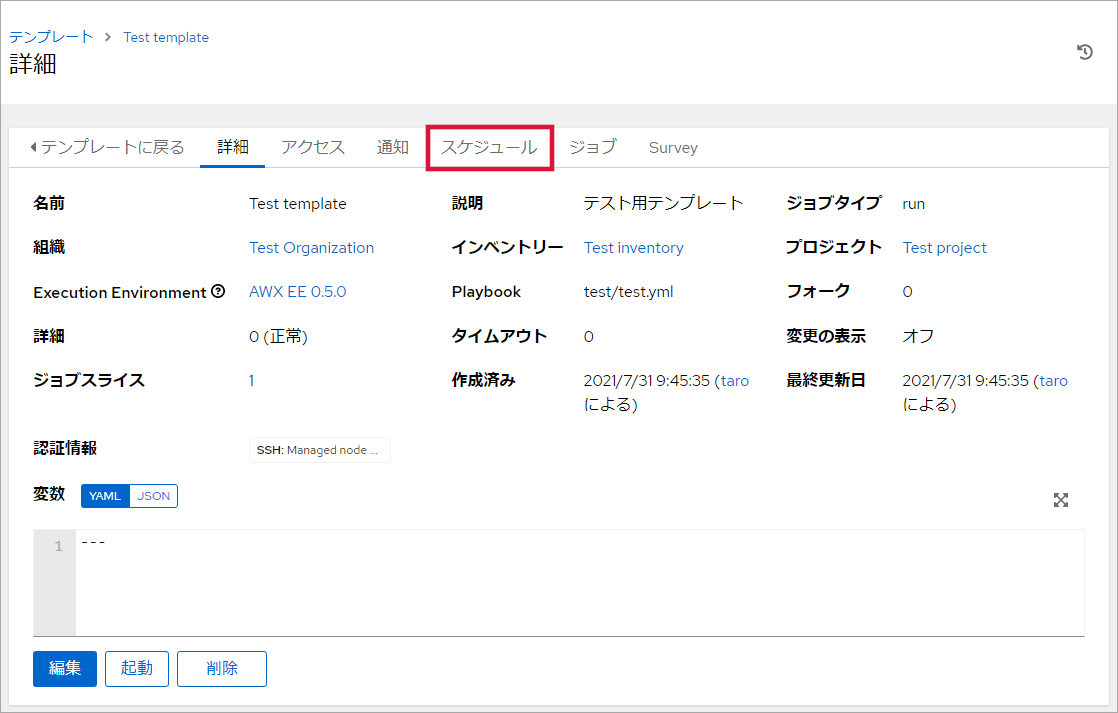 テンプレート > Test template
詳細
テンプレートに戻る 詳細 アクセス 通知 スケジュール ジョブ Survey
名前 Test template 説明 テスト用テンプレート ジョブタイプ run
組織 Test Organization インベントリー Test inventory プロジェクト Test project
Execution Environment AWX EE 0.5.0 Playbook test/test.yml フォーク 0
詳細 0 (正常) タイムアウト 0 変更の表示 オフ
ジョブスライス 1 作成済み 2021/7/31 9:45:35 (taro 最終更新日 2021/7/31 9:45:35 (taro
による) による)
認証情報 SSH: Managed node ...
変数 YAML JSON
1 ---
編集 起動 削除